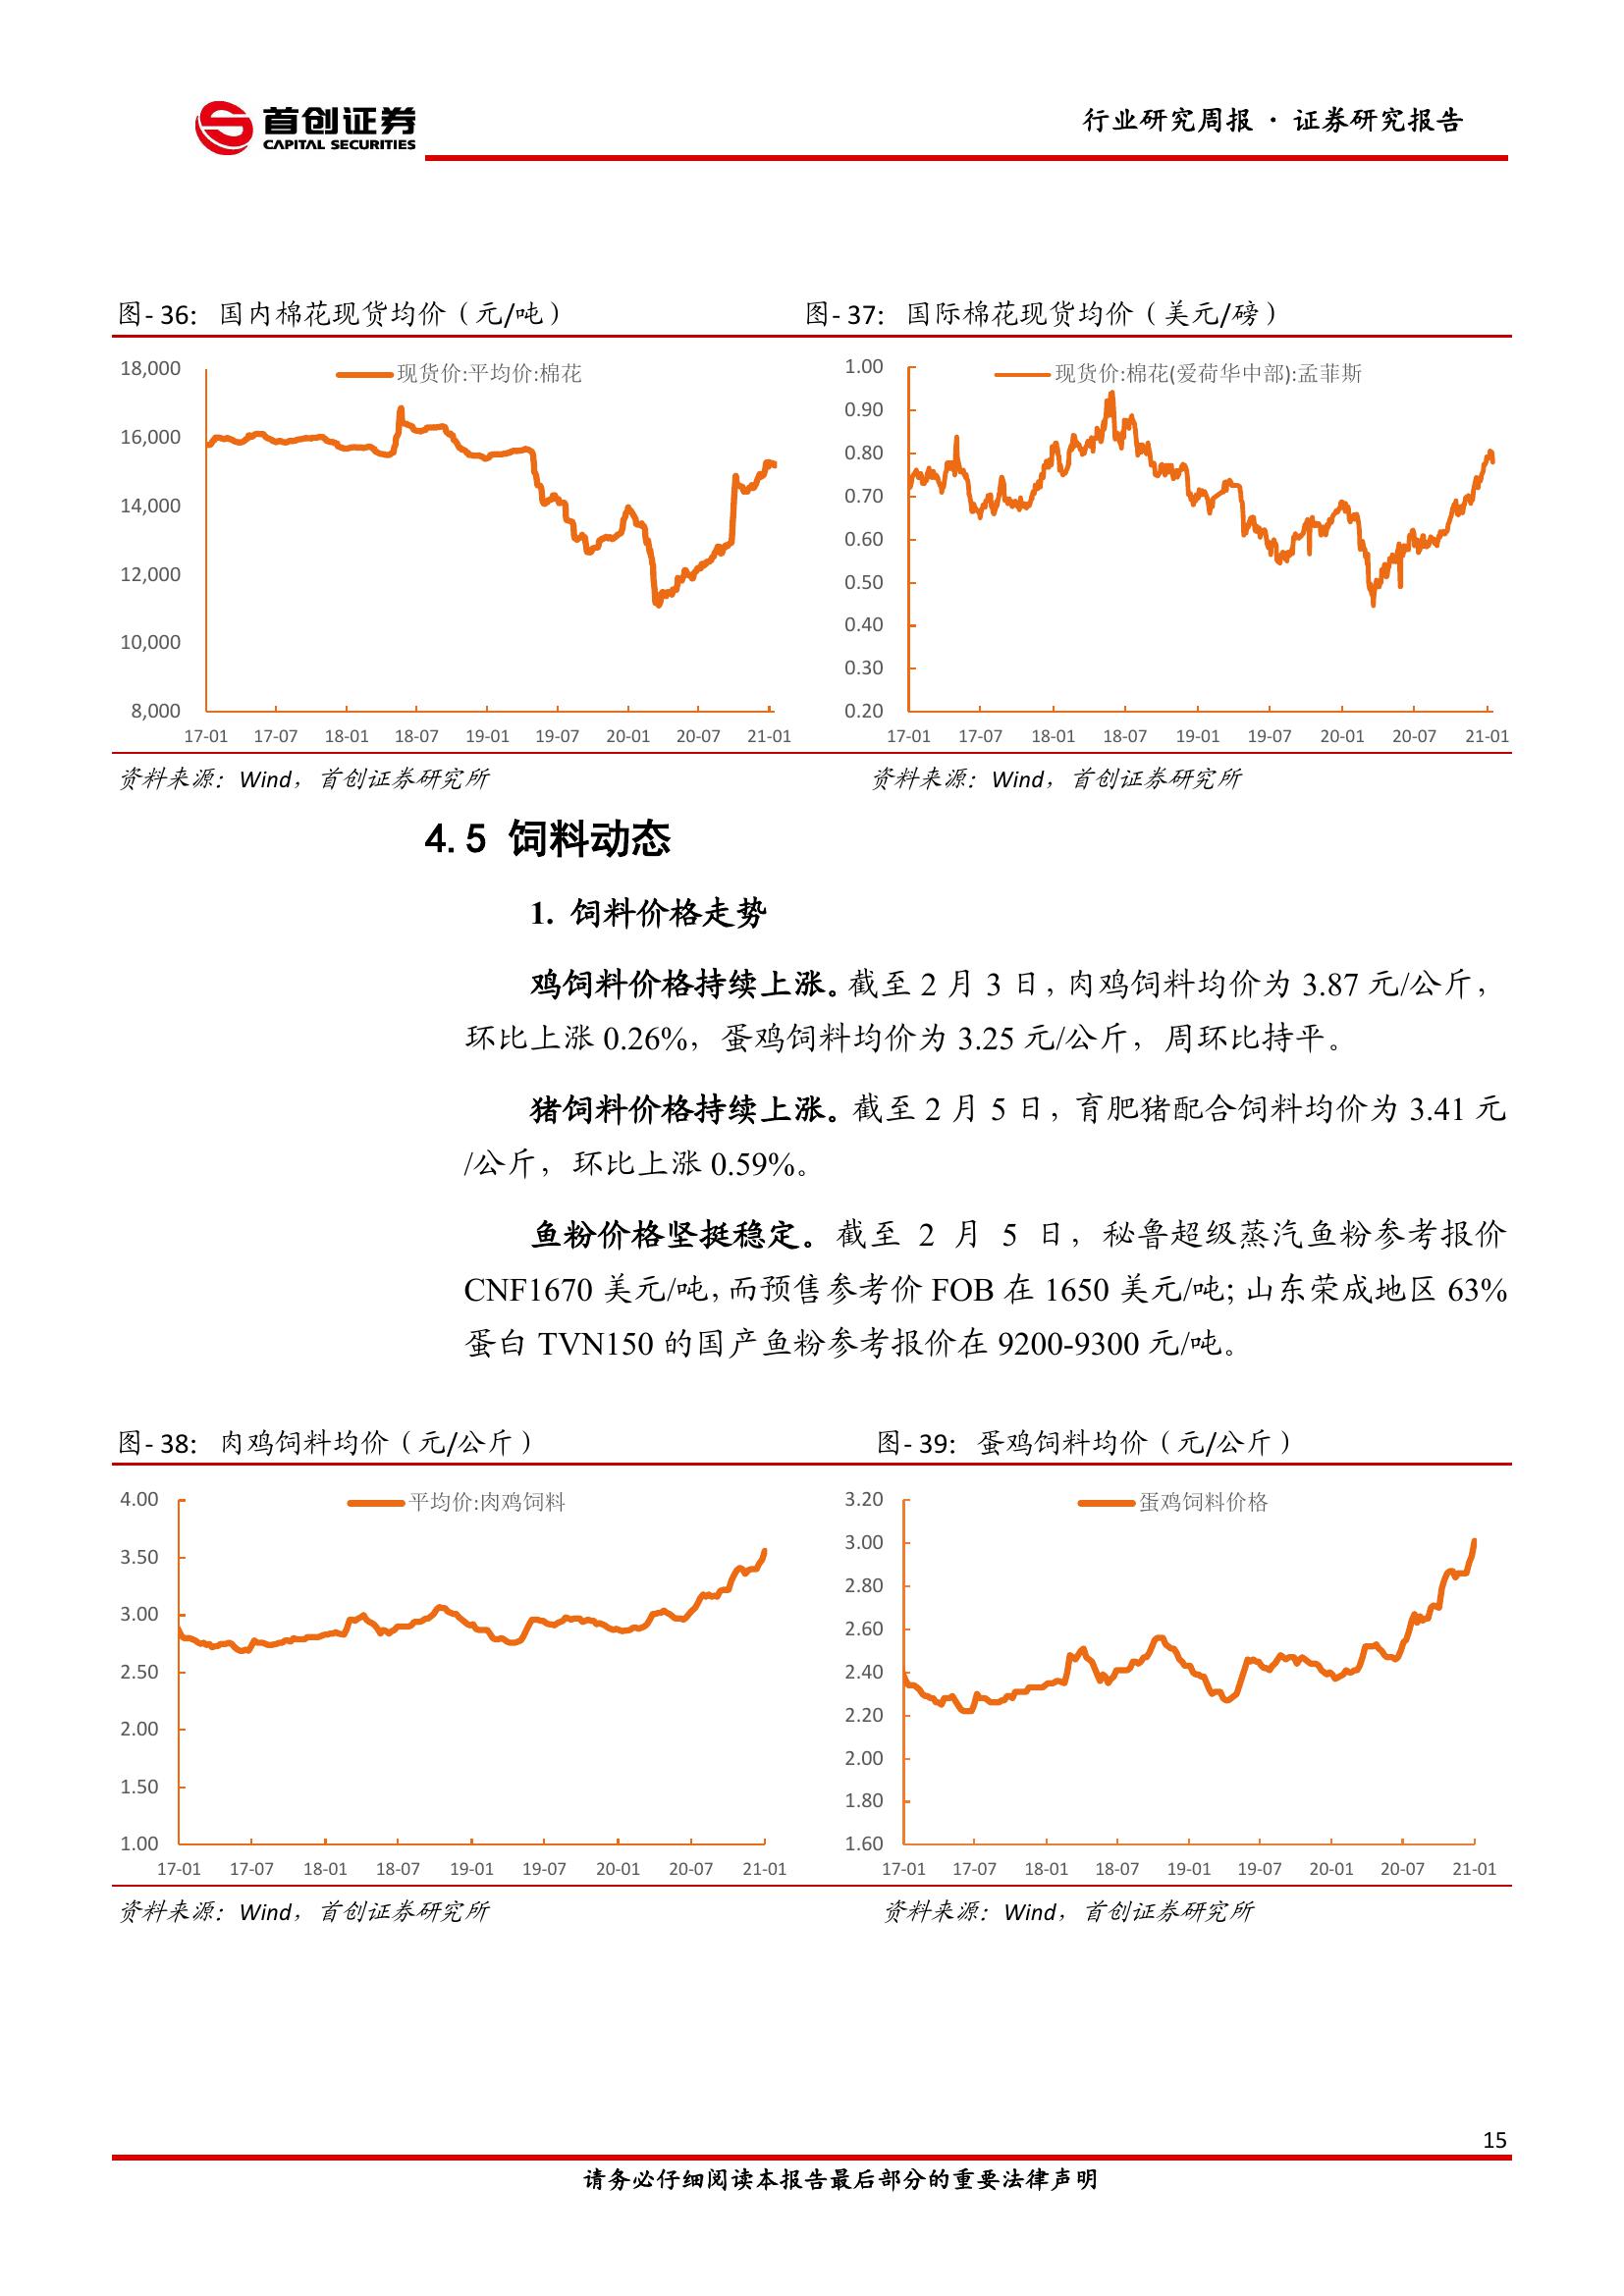 首创证券
CAPITAL SECURITIES
行业研究周报 · 证券研究报告
图- 36: 国内棉花现货均价（元/吨）
图- 37: 国际棉花现货均价（美元/磅）
现货价:平均价:棉花
18,000
16,000
14,000
12,000
10,000
8,000
17-01 17-07 18-01 18-07 19-01 19-07 20-01 20-07 21-01
现货价:棉花(爱荷华中部):孟菲斯
1.00
0.90
0.80
0.70
0.60
0.50
0.40
0.30
0.20
17-01 17-07 18-01 18-07 19-01 19-07 20-01 20-07 21-01
资料来源：Wind，首创证券研究所
资料来源：Wind，首创证券研究所
4.5 饲料动态
1. 饲料价格走势
鸡饲料价格持续上涨。截至 2 月 3 日，肉鸡饲料均价为 3.87 元/公斤，
环比上涨 0.26%，蛋鸡饲料均价为 3.25 元/公斤，周环比持平。
猪饲料价格持续上涨。截至 2 月 5 日，育肥猪配合饲料均价为 3.41 元
/公斤，环比上涨 0.59%。
鱼粉价格坚挺稳定。截至 2 月 5 日，秘鲁超级蒸汽鱼粉参考报价
CNF1670 美元/吨，而预售参考价 FOB 在 1650 美元/吨；山东荣成地区 63%
蛋白 TVN150 的国产鱼粉参考报价在 9200-9300 元/吨。
图- 38: 肉鸡饲料均价（元/公斤）
图- 39: 蛋鸡饲料均价（元/公斤）
平均价:肉鸡饲料
4.00
3.50
3.00
2.50
2.00
1.50
1.00
17-01 17-07 18-01 18-07 19-01 19-07 20-01 20-07 21-01
蛋鸡饲料价格
3.20
3.00
2.80
2.60
2.40
2.20
2.00
1.80
1.60
17-01 17-07 18-01 18-07 19-01 19-07 20-01 20-07 21-01
资料来源：Wind，首创证券研究所
资料来源：Wind，首创证券研究所
15
请务必仔细阅读本报告最后部分的重要法律声明